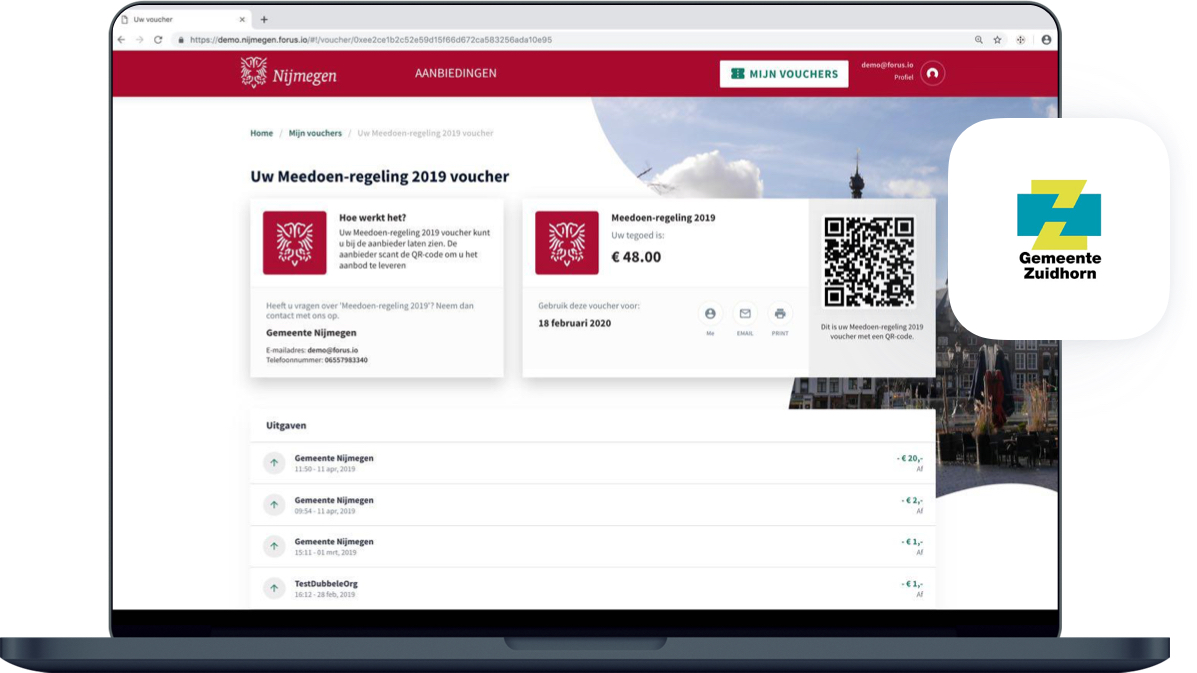 Uw voucher
https://demo.nijmegen.forus.io/#!/voucher/0xee2ce1b2c52e59d15f66d672ca583256ada10e95
Nijmegen
AANBIEDINGEN
MIJN VOUCHERS
demo@forus.io
Profiel
Home / Mijn vouchers / Uw Meedoen-regeling 2019 voucher
Uw Meedoen-regeling 2019 voucher
Hoe werkt het?
Uw Meedoen-regeling 2019 voucher kunt
u bij de aanbieder laten zien. De
aanbieder scant de QR-code om u het
aanbod te leveren
Heeft u vragen over 'Meedoen-regeling 2019'? Neem dan
contact met ons op.
Gemeente Nijmegen
E-mailadres: demo@forus.io
Telefoonnummer: 06557983340
Meedoen-regeling 2019
Uw tegoed is:
€ 48.00
Gebruik deze voucher voor:
18 februari 2020
Me
EMAIL
PRINT
Dit is uw Meedoen-regeling 2019
voucher met een QR-code.
Gemeente
Zuidhorn
Uitgaven
Gemeente Nijmegen
11:50 - 11 apr, 2019
- € 20,-
Af
Gemeente Nijmegen
09:54 - 11 apr, 2019
- € 2,-
Af
Gemeente Nijmegen
15:11 - 01 mrt, 2019
- € 1,-
Af
TestDubbeleOrg
16:12 - 28 feb, 2019
- € 1,-
Af